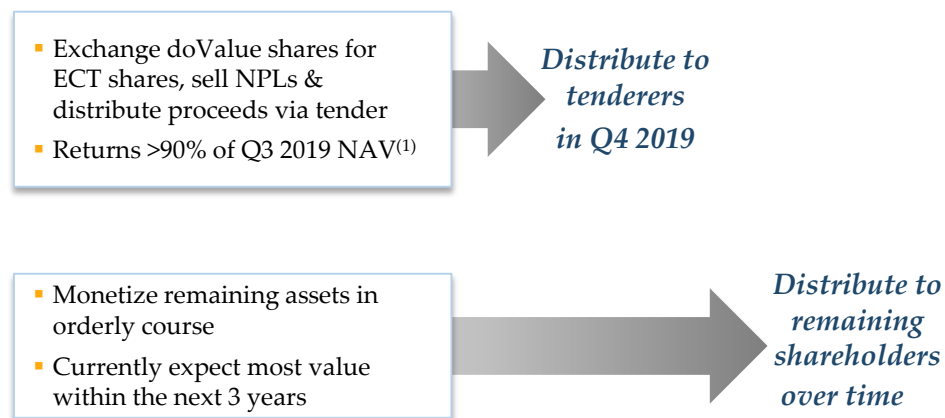 ▪ Exchange doValue shares for
ECT shares, sell NPLs &
distribute proceeds via tender
▪ Returns >90% of Q3 2019 NAV(1)
Distribute to
tenderers
in Q4 2019
▪ Monetize remaining assets in
orderly course
▪ Currently expect most value
within the next 3 years
Distribute to
remaining
shareholders
over time